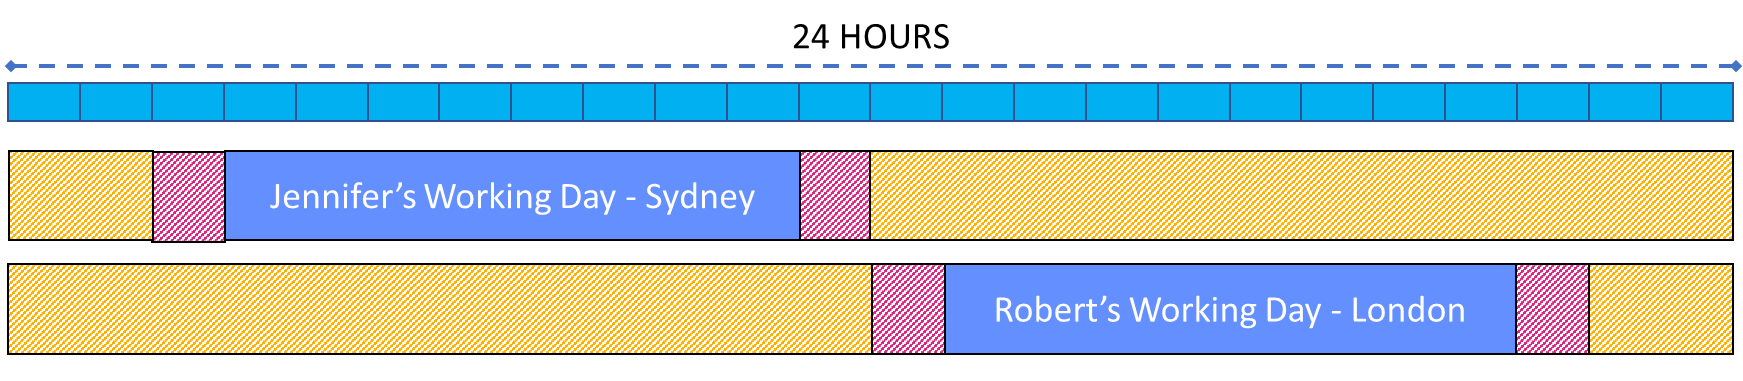 24 HOURS
Jennifer’s Working Day - Sydney
Robert’s Working Day - London